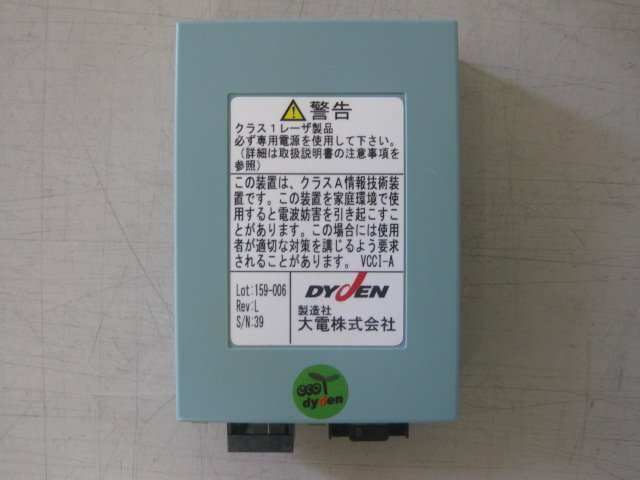 警告
クラス1レーザ製品
必ず専用電源を使用して下さい。
(詳細は取扱説明書の注意事項を
参照)
この装置は、クラスA情報技術装
置です。この装置を家庭環境で使
用すると電波妨害を引き起こすこ
とがあります。この場合には使用
者が適切な対策を講じるよう要求
されることがあります。 VCCI-A
Lot:159-006
Rev:L
S/N:39
DYDEN
製造社
大電株式会社
eco
dyden